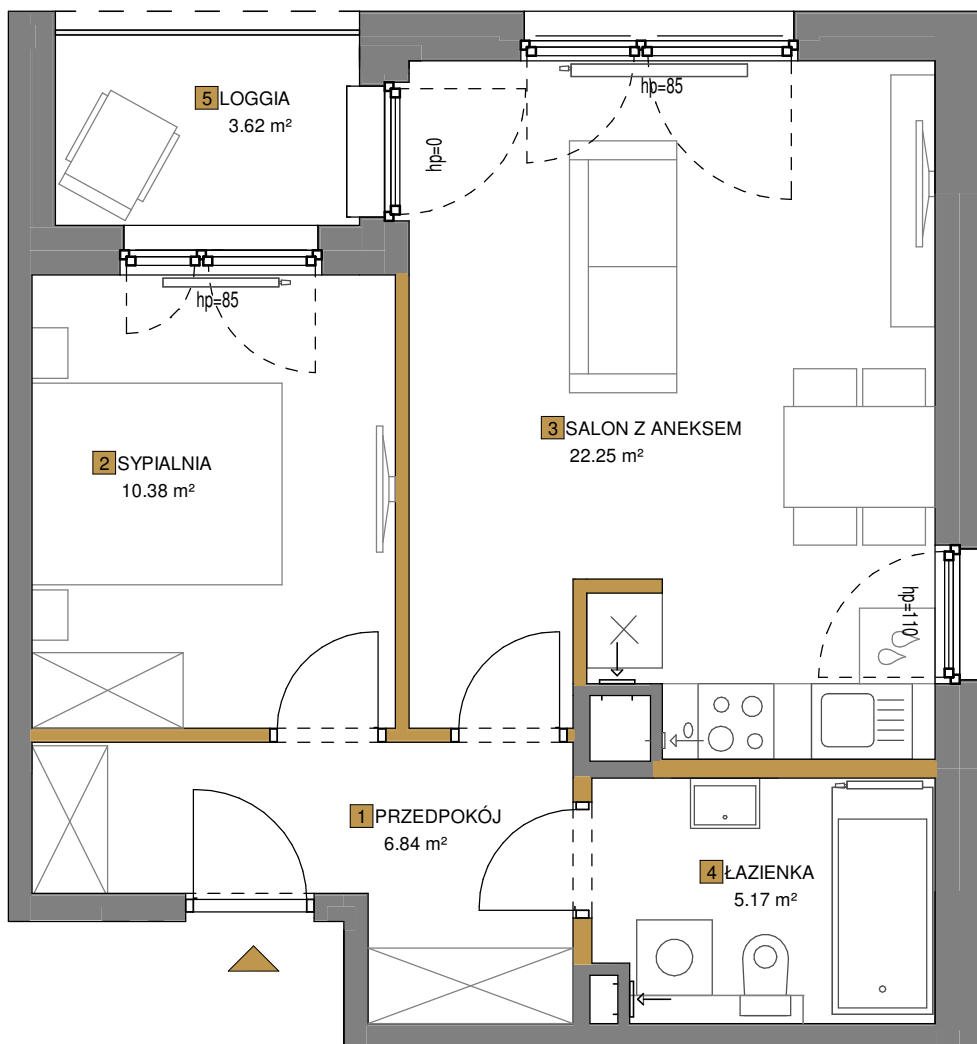 5 LOGGIA
3.62 m²
hp=0
hp=85
hp=85
3 SALON Z ANEKSEM
22.25 m²
2 SYPIALNIA
10.38 m²
hp=110
1 PRZEDPOKÓJ
6.84 m²
4 ŁAZIENKA
5.17 m²